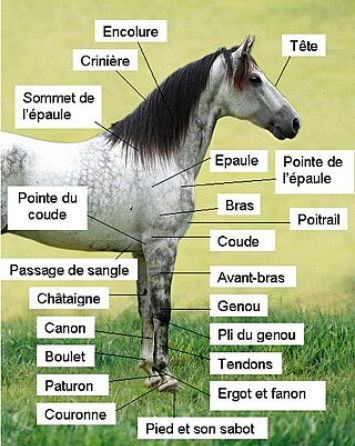 Encolure
Crinière
Tête
Sommet de
l'épaule
Epaule
Pointe de
l'épaule
Pointe du
coude
Bras
Poitrail
Coude
Passage de sangle
Avant-bras
Châtaigne
Genou
Canon
Pli du genou
Boulet
Tendons
Paturon
Ergot et fanon
Couronne
Pied et son sabot